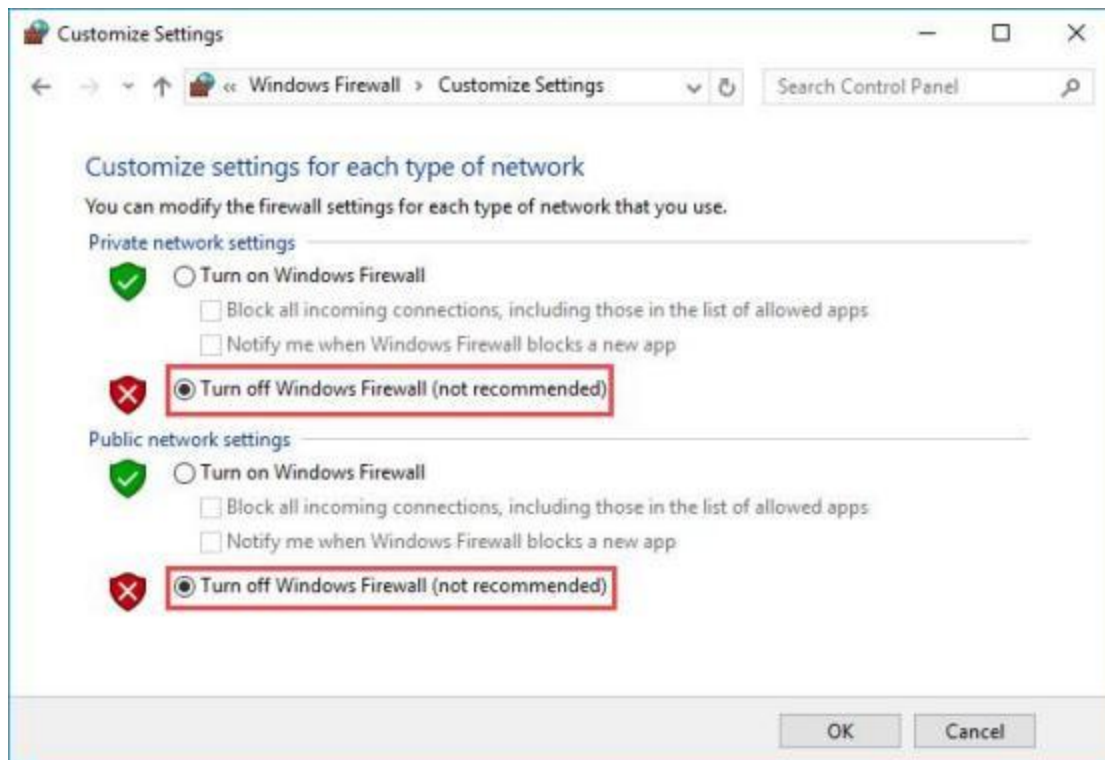 Customize Settings
« Windows Firewall › Customize Settings
Search Control Panel
Customize settings for each type of network
You can modify the firewall settings for each type of network that you use.
Private network settings
Turn on Windows Firewall
Block all incoming connections, including those in the list of allowed apps
Notify me when Windows Firewall blocks a new app
Turn off Windows Firewall (not recommended)
Public network settings
Turn on Windows Firewall
Block all incoming connections, including those in the list of allowed apps
Notify me when Windows Firewall blocks a new app
Turn off Windows Firewall (not recommended)
OK Cancel